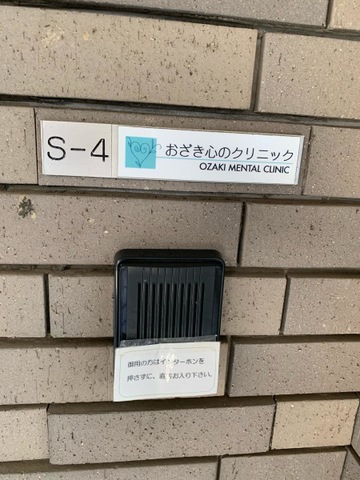 S-4
おざき心のクリニック
OZAKI MENTAL CLINIC
御用の方はインターホンを
押さずに、直接お入り下さい。